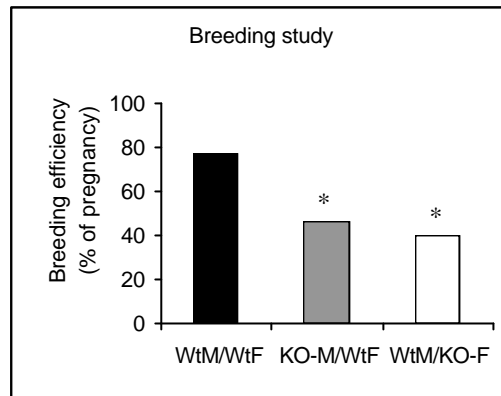 Breeding study
Breeding efficiency
(% of pregnancy)
100
80
60
40
20
0
*
*
WtM/WtF
KO-M/WtF
WtM/KO-F